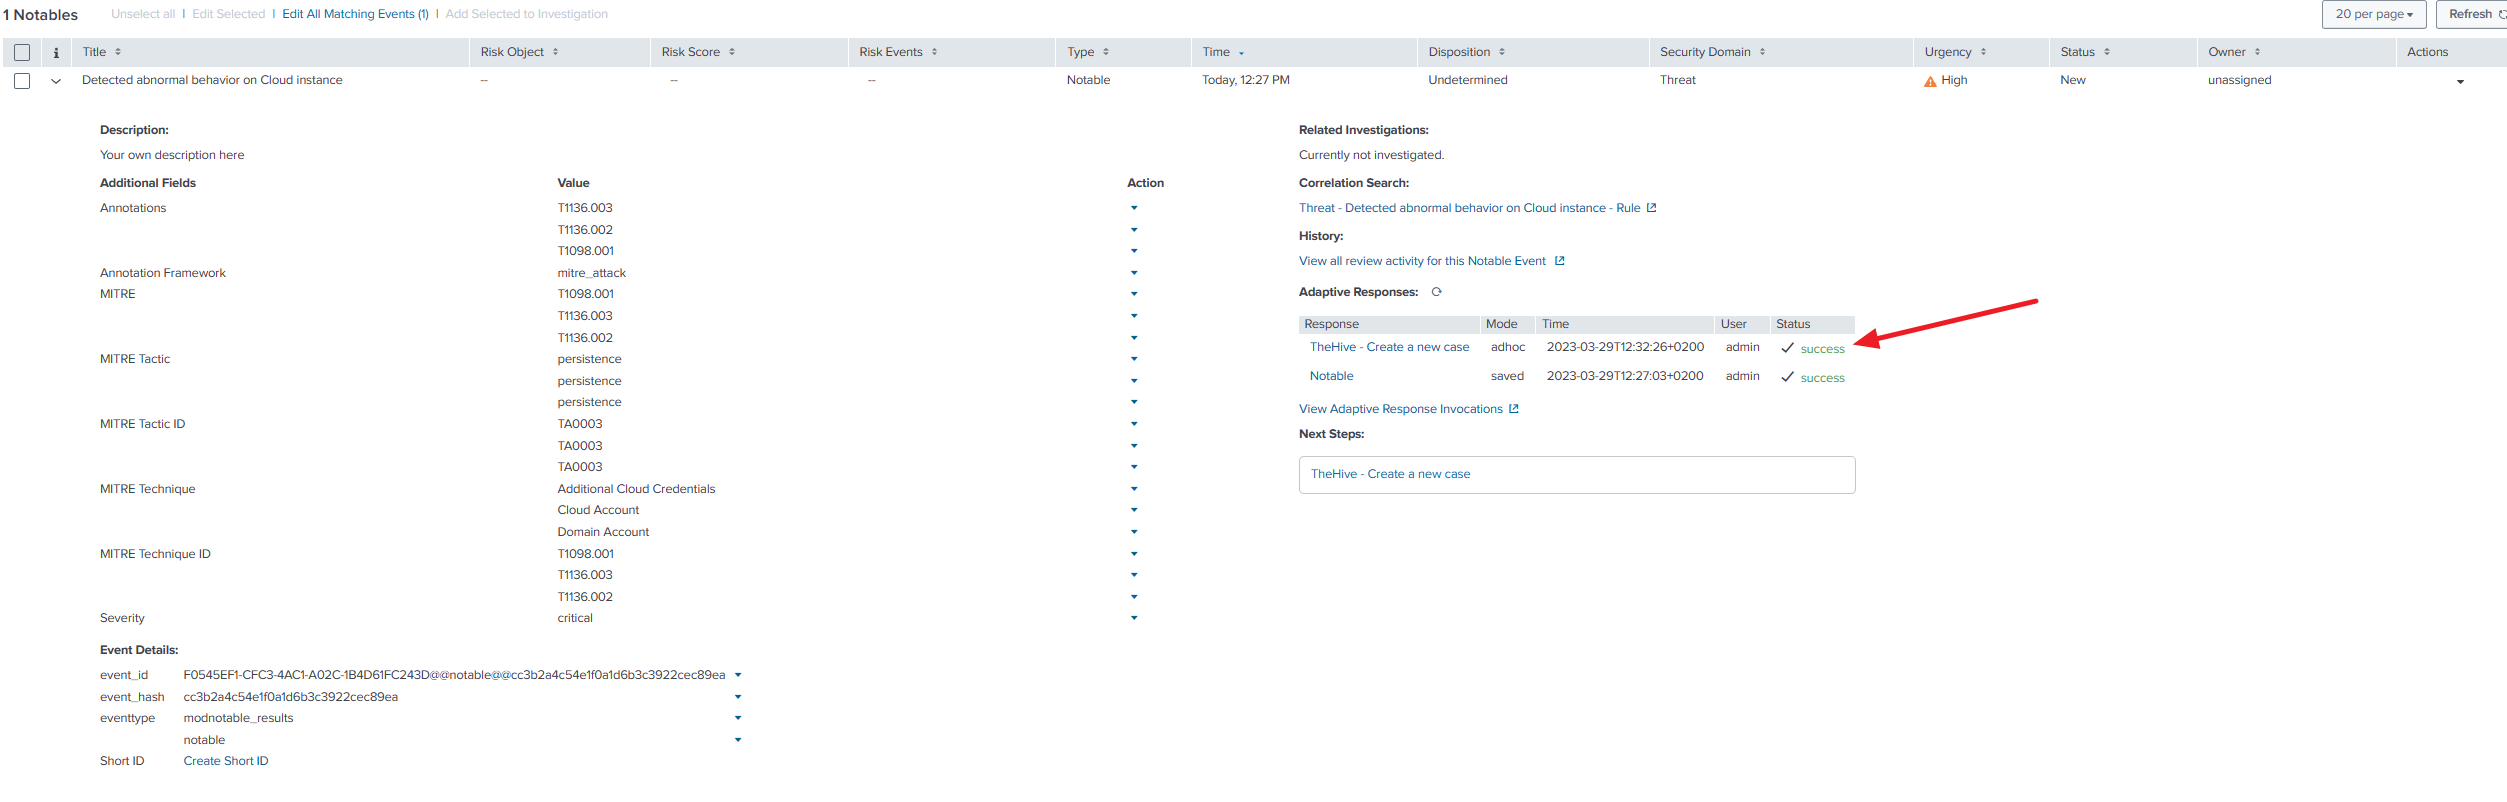 1 Notables Unselect all | Edit Selected | Edit All Matching Events (1) | Add Selected to Investigation 20 per page Refresh
i Title Risk Object Risk Score Risk Events Type Time Disposition Security Domain Urgency Status Owner Actions
Detected abnormal behavior on Cloud instance -- -- -- Notable Today, 12:27 PM Undetermined Threat High New unassigned
Description:
Your own description here
Additional Fields Value Action
Annotations T1136.003
T1136.002
T1098.001
Annotation Framework mitre_attack
MITRE T1098.001
T1136.003
T1136.002
MITRE Tactic persistence
persistence
persistence
MITRE Tactic ID TA0003
TA0003
TA0003
MITRE Technique Additional Cloud Credentials
Cloud Account
Domain Account
MITRE Technique ID T1098.001
T1136.003
T1136.002
Severity critical
Event Details:
event_id F0545EF1-CFC3-4AC1-A02C-1B4D61FC243D@@notable@@cc3b2a4c54e1f0a1d6b3c3922cec89ea
event_hash cc3b2a4c54e1f0a1d6b3c3922cec89ea
eventtype modnotable_results
notable
Short ID Create Short ID
Related Investigations:
Currently not investigated.
Correlation Search:
Threat - Detected abnormal behavior on Cloud instance - Rule
History:
View all review activity for this Notable Event
Adaptive Responses:
Response Mode Time User Status
TheHive - Create a new case adhoc 2023-03-29T12:32:26+0200 admin success
Notable saved 2023-03-29T12:27:03+0200 admin success
View Adaptive Response Invocations
Next Steps:
TheHive - Create a new case